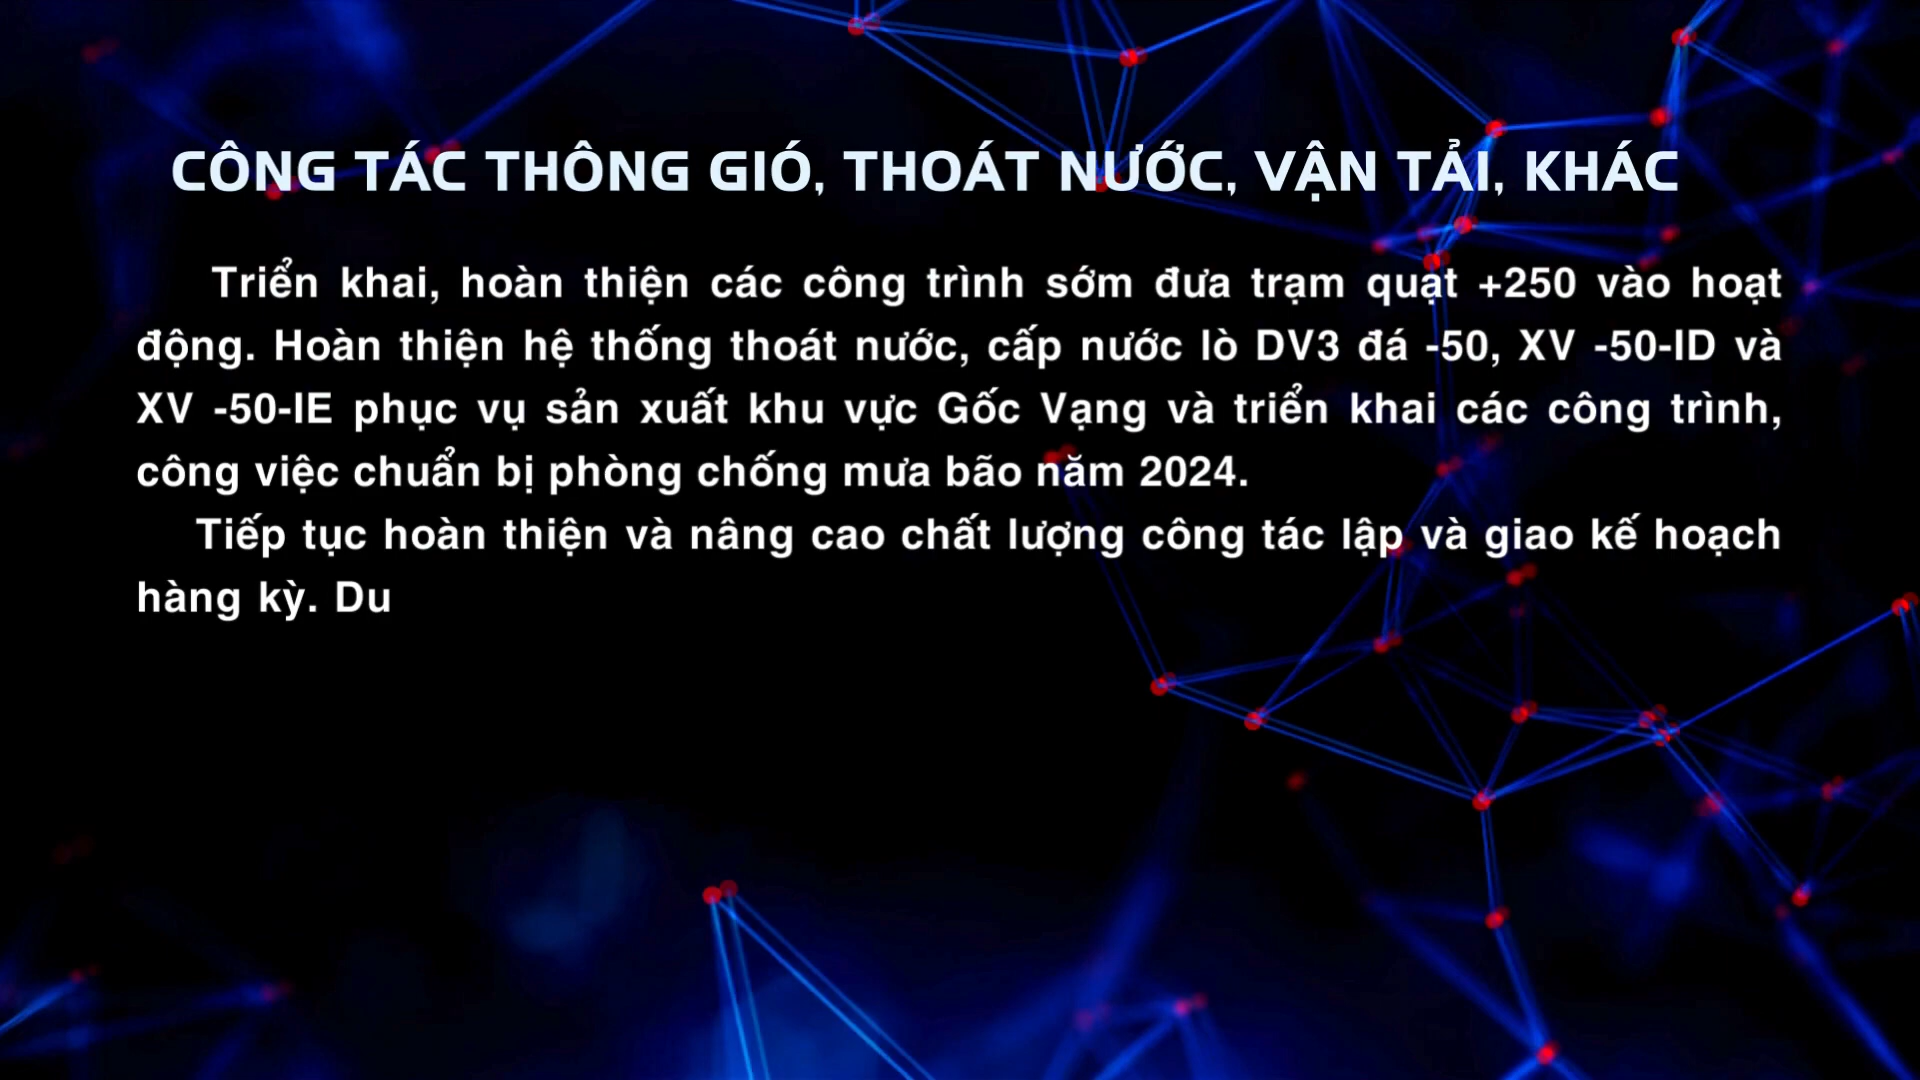 CÔNG TÁC THÔNG GIÓ, THOÁT NƯỚC, VẬN TẢI, KHÁC
Triển khai, hoàn thiện các công trình sớm đưa trạm quạt +250 vào hoạt
động. Hoàn thiện hệ thống thoát nước, cấp nước lò DV3 đá -50, XV -50-ID và
XV -50-IE phục vụ sản xuất khu vực Gốc Vạng và triển khai các công trình,
công việc chuẩn bị phòng chống mưa bão năm 2024.
Tiếp tục hoàn thiện và nâng cao chất lượng công tác lập và giao kế hoạch
hàng kỳ. Du